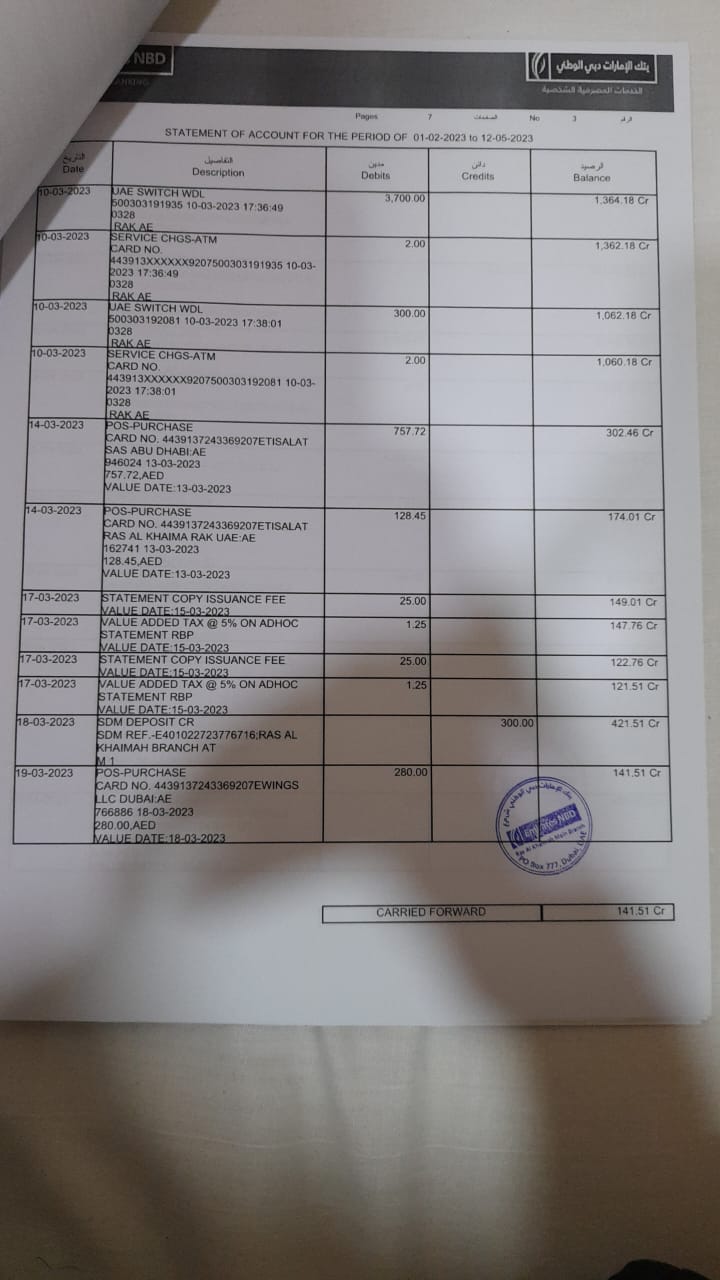 NBD
بنك الإمارات دبي الوطني
الخدمات المصرفية الشخصية
Pages 7 الصفحات No 3 الرقم
STATEMENT OF ACCOUNT FOR THE PERIOD OF 01-02-2023 to 12-05-2023
التاريخ التفاصيل مدين دائن الرصيد
Date Description Debits Credits Balance
10-03-2023 UAE SWITCH WDL 3,700.00 1,364.18 Cr
500303191935 10-03-2023 17:36:49
0328
RAK AE
10-03-2023 SERVICE CHGS-ATM 2.00 1,362.18 Cr
CARD NO.
443913XXXXXX9207500303191935 10-03-
2023 17:36:49
0328
RAK AE
10-03-2023 UAE SWITCH WDL 300.00 1,062.18 Cr
500303192081 10-03-2023 17:38:01
0328
RAK AE
10-03-2023 SERVICE CHGS-ATM 2.00 1,060.18 Cr
CARD NO.
443913XXXXXX9207500303192081 10-03-
2023 17:38:01
0328
RAK AE
14-03-2023 POS-PURCHASE 757.72 302.46 Cr
CARD NO. 4439137243369207ETISALAT
SAS ABU DHABI:AE
946024 13-03-2023
757.72,AED
VALUE DATE:13-03-2023
14-03-2023 POS-PURCHASE 128.45 174.01 Cr
CARD NO. 4439137243369207ETISALAT
RAS AL KHAIMA RAK UAE:AE
162741 13-03-2023
128.45,AED
VALUE DATE:13-03-2023
17-03-2023 STATEMENT COPY ISSUANCE FEE 25.00 149.01 Cr
VALUE DATE:15-03-2023
17-03-2023 VALUE ADDED TAX @ 5% ON ADHOC 1.25 147.76 Cr
STATEMENT RBP
VALUE DATE:15-03-2023
17-03-2023 STATEMENT COPY ISSUANCE FEE 25.00 122.76 Cr
VALUE DATE:15-03-2023
17-03-2023 VALUE ADDED TAX @ 5% ON ADHOC 1.25 121.51 Cr
STATEMENT RBP
VALUE DATE:15-03-2023
18-03-2023 SDM DEPOSIT CR 300.00 421.51 Cr
SDM REF.-E401022723776716;RAS AL
KHAIMAH BRANCH AT
M 1
19-03-2023 POS-PURCHASE 280.00 141.51 Cr
CARD NO. 4439137243369207EWINGS
LLC DUBAI:AE
766886 18-03-2023
280.00,AED
VALUE DATE:18-03-2023
Emirates NBD
Ras Al Khaimah Main Branch
PO Box 777, Dubai, UAE
CARRIED FORWARD 141.51 Cr